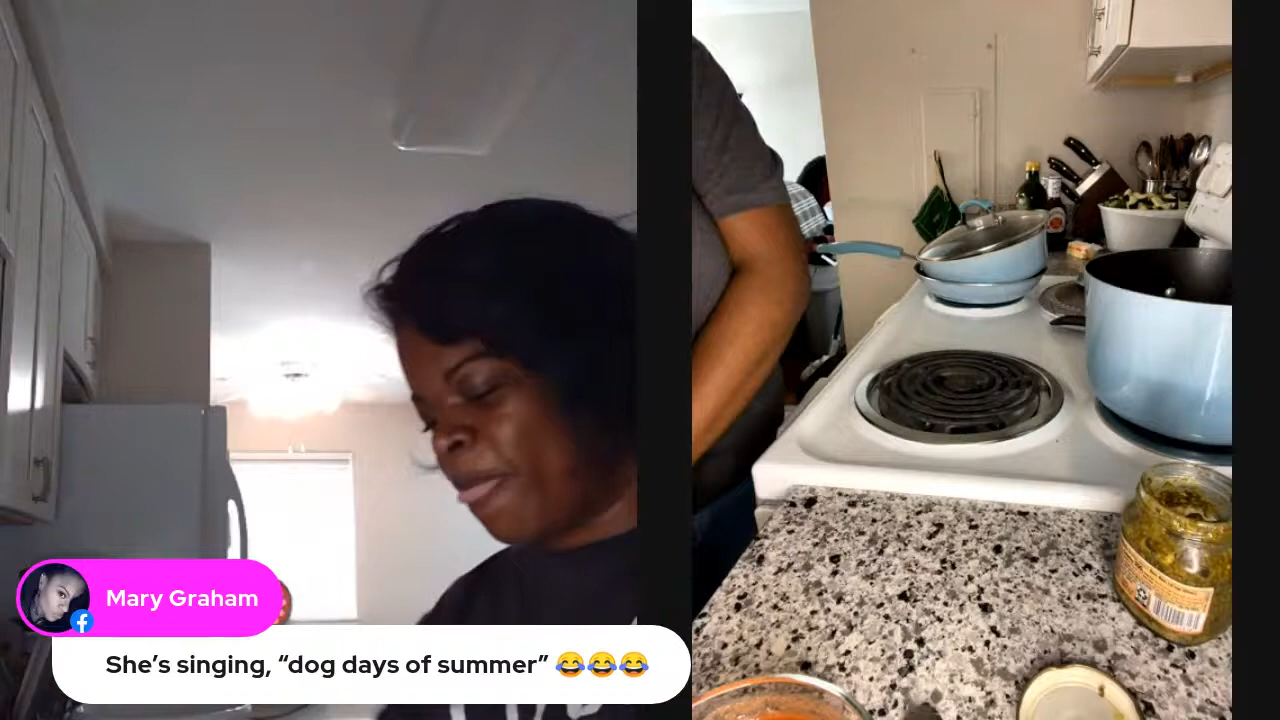 Mary Graham
She’s singing, “dog days of summer” 😂😂😂